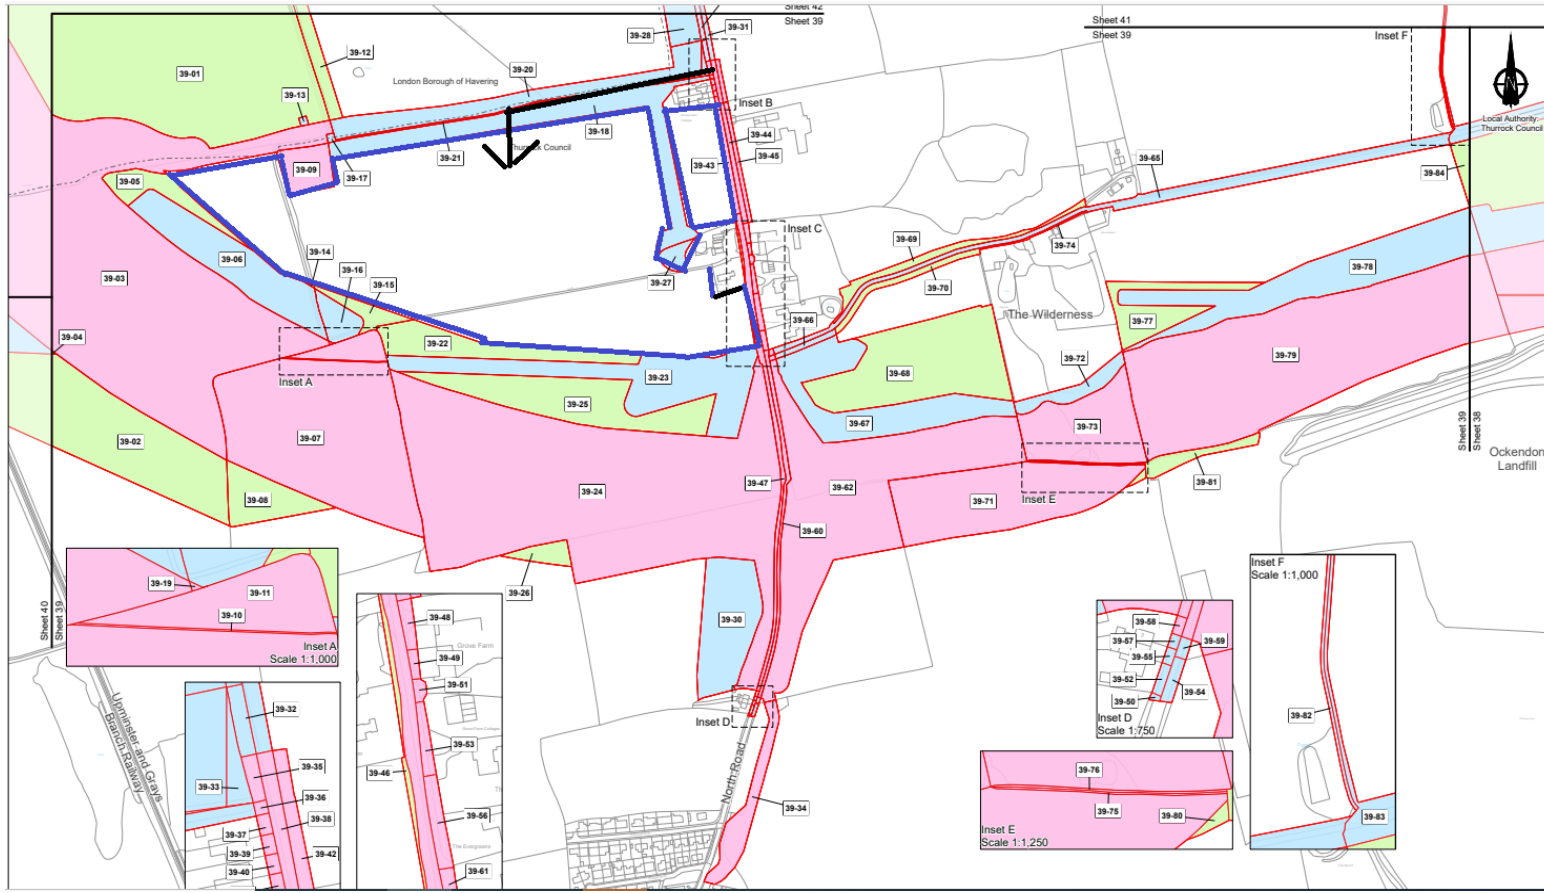 Sheet 42
Sheet 39
Sheet 41
Sheet 39
39-28
39-31
39-12
Inset F
39-01
39-20
London Borough of Havering
39-13
Inset B
Local Authority:
Thurrock Council
39-18
39-44
Thurrock Council
39-21
39-43
39-45
39-65
39-09
39-17
39-84
39-05
Inset C
39-69
39-74
39-14
39-06
39-16
39-78
39-03
39-15
39-27
39-70
39-66
The Wilderness
39-77
39-04
39-22
39-72
39-79
39-68
Inset A
39-23
39-25
39-67
39-73
39-02
39-07
Sheet 39
Sheet 38
Ockendon
Landfill
39-24
39-47
39-62
39-71
Inset E
39-81
39-08
39-60
39-26
Inset F
Scale 1:1,000
39-19
39-11
39-10
Inset A
Scale 1:1,000
Sheet 40
Sheet 39
39-48
Grove Farm
39-49
39-51
39-30
39-58
39-57
39-59
39-55
39-52
39-54
39-50
Inset D
Scale 1:750
39-32
Inset D
39-82
Upminster and Grays
Branch Railway
39-53
39-46
North Road
39-35
39-33
39-36
39-38
39-37
39-39
39-42
39-40
39-56
The Evergreens
39-61
39-34
39-76
39-75
39-80
Inset E
Scale 1:1,250
39-83